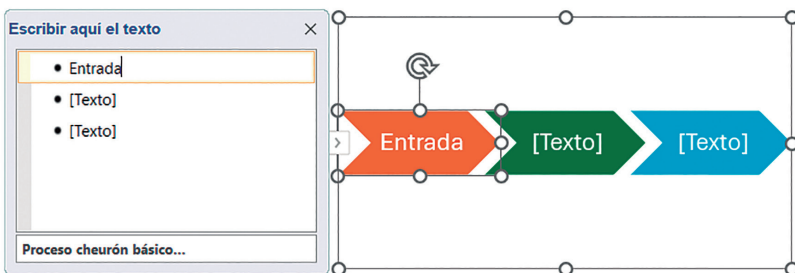 Escribir aquí el texto
Entrada
[Texto]
[Texto]
Proceso cheurón básico...
Entrada
[Texto]
[Texto]